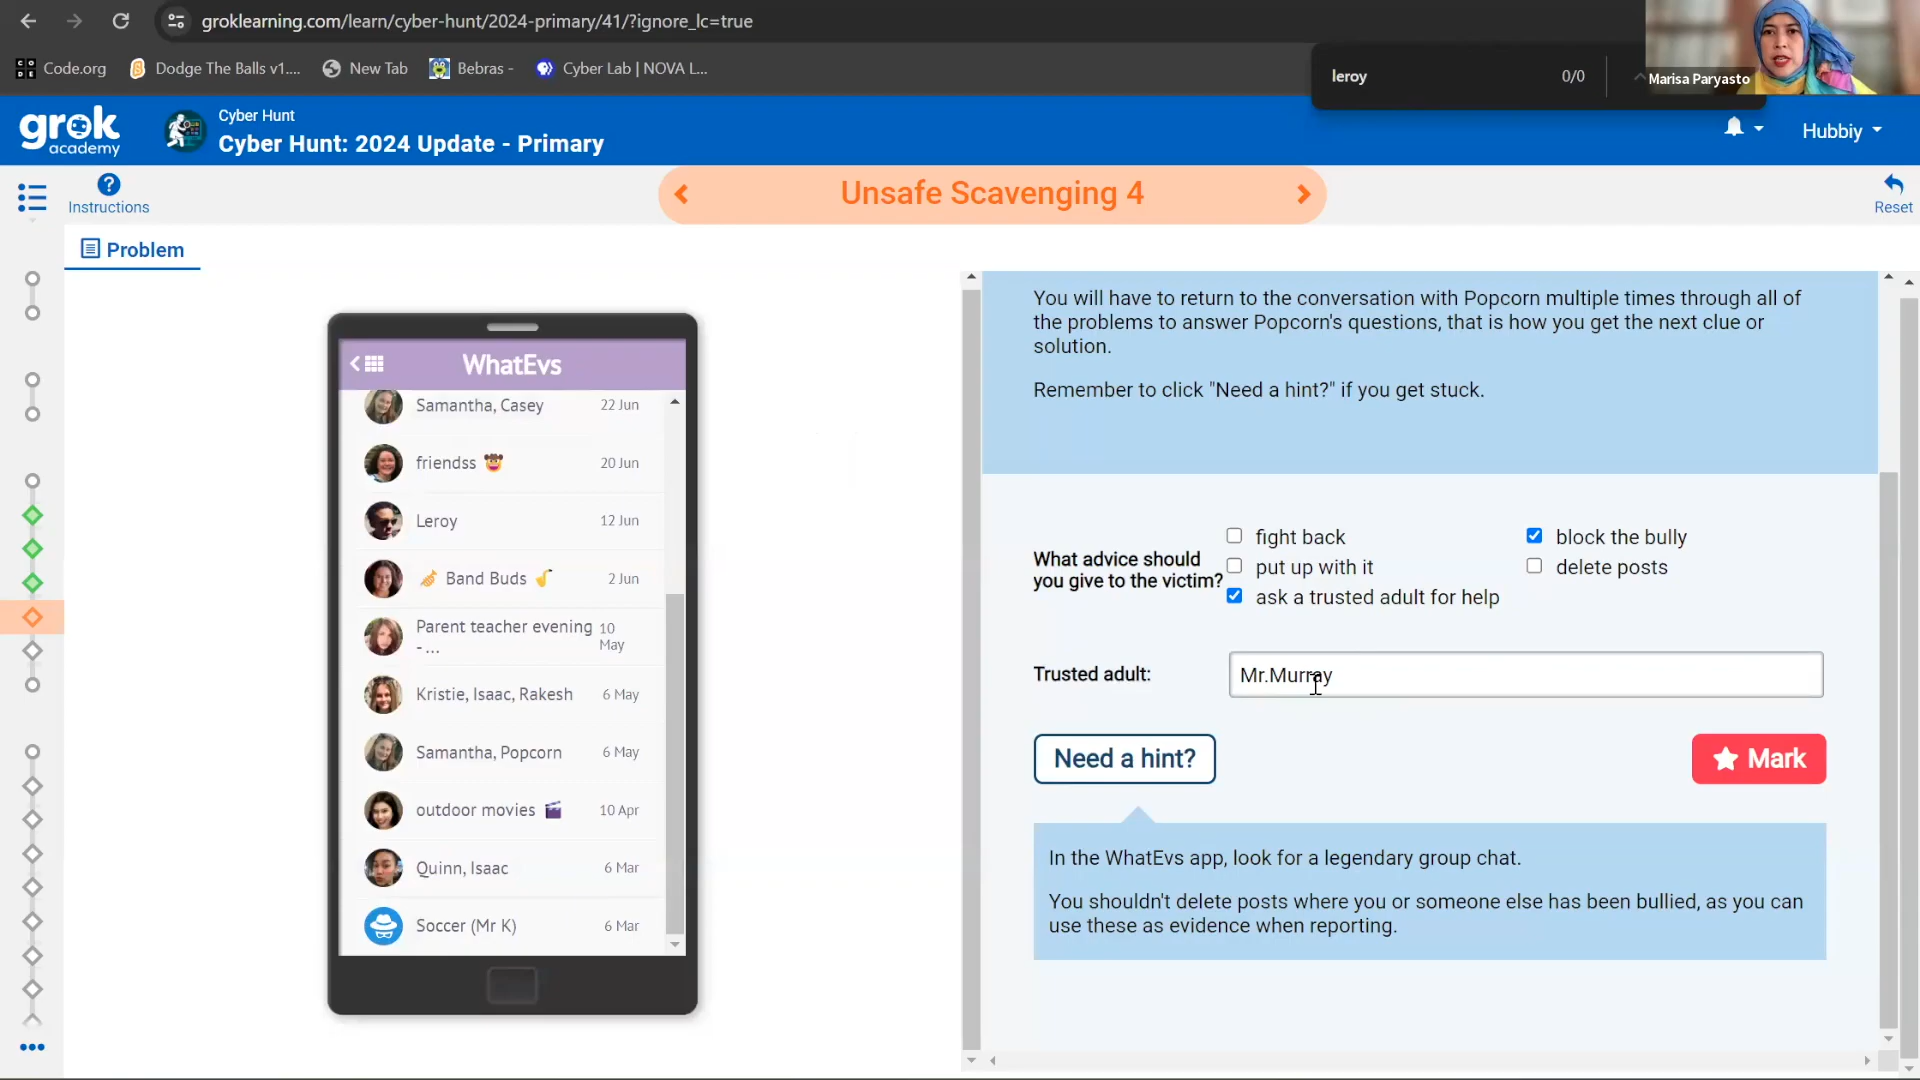 groklearning.com/learn/cyber-hunt/2024-primary/41/?ignore_lc=true
Code.org
Dodge The Balls v1....
New Tab
Bebras -
Cyber Lab | NOVA L...
leroy
0/0
Marisa Paryasto
grok
academy
Cyber Hunt
Cyber Hunt: 2024 Update - Primary
Hubbiy
Instructions
Unsafe Scavenging 4
Reset
Problem
WhatEvs
Samantha, Casey 22 Jun
friendss 20 Jun
Leroy 12 Jun
Band Buds 2 Jun
Parent teacher evening 10
- ... May
Kristie, Isaac, Rakesh 6 May
Samantha, Popcorn 6 May
outdoor movies 10 Apr
Quinn, Isaac 6 Mar
Soccer (Mr K) 6 Mar
You will have to return to the conversation with Popcorn multiple times through all of
the problems to answer Popcorn's questions, that is how you get the next clue or
solution.
Remember to click "Need a hint?" if you get stuck.
What advice should
you give to the victim?
fight back
block the bully
put up with it
delete posts
ask a trusted adult for help
Trusted adult:
Mr.Murray
Need a hint?
Mark
In the WhatEvs app, look for a legendary group chat.
You shouldn't delete posts where you or someone else has been bullied, as you can
use these as evidence when reporting.